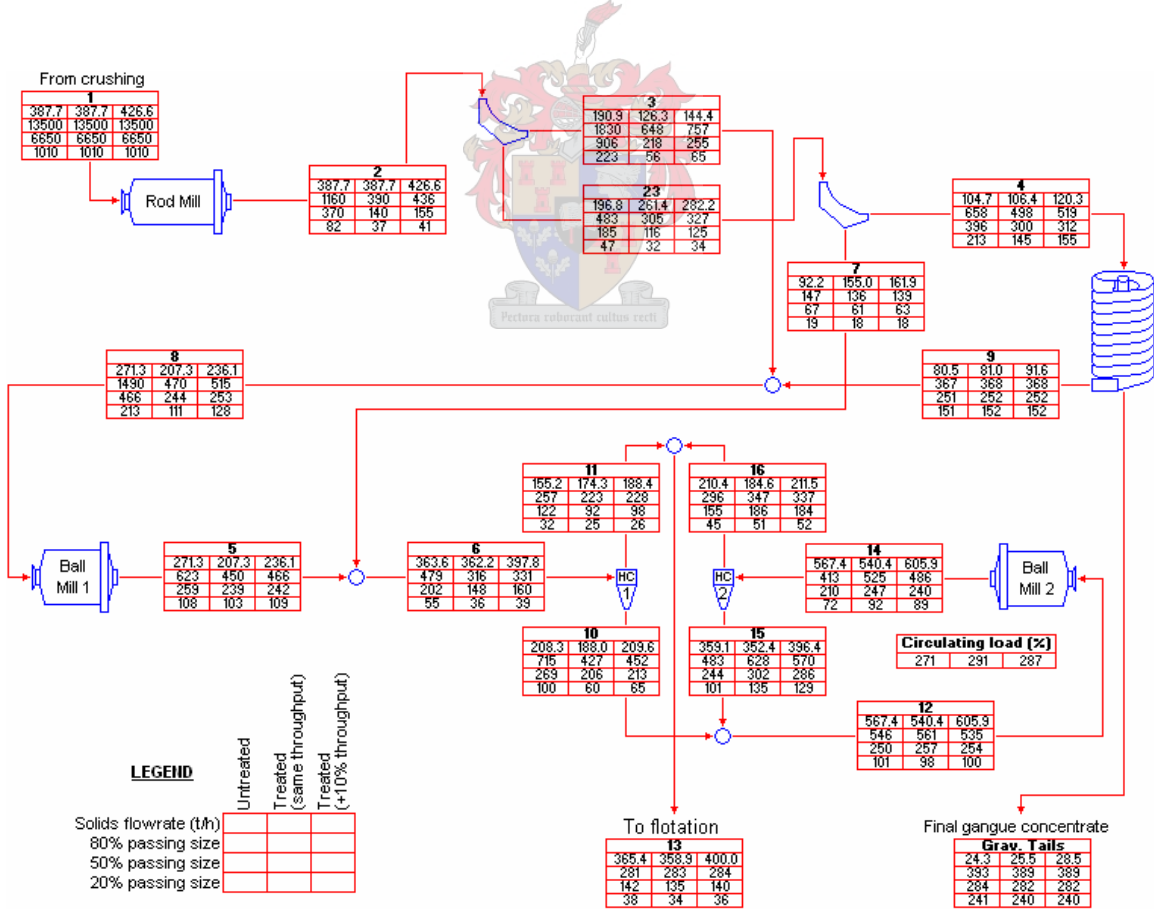 From crushing
1
387.7 387.7 426.6
13500 13500 13500
6650 6650 6650
1010 1010 1010
Rod Mill
2
387.7 387.7 426.6
1160 390 436
370 140 155
82 37 41
3
190.9 126.3 144.4
1830 648 757
906 218 255
223 56 65
23
196.8 261.4 282.2
483 305 327
185 116 125
47 32 34
4
104.7 106.4 120.3
658 498 519
396 300 312
213 145 155
7
92.2 155.0 161.9
147 136 139
67 61 63
19 18 18
Pectora roborant cultus recti
8
271.3 207.3 236.1
1490 470 515
466 244 253
213 111 128
9
80.5 81.0 91.6
367 368 368
251 252 252
151 152 152
11
155.2 174.3 188.4
257 223 228
122 92 98
32 25 26
16
210.4 184.6 211.5
296 347 337
155 186 184
45 51 52
Ball
Mill 1
5
271.3 207.3 236.1
623 450 466
259 239 242
108 103 109
6
363.6 362.2 397.8
479 316 331
202 148 160
55 36 39
HC
1
HC
2
14
567.4 540.4 605.9
413 525 486
210 247 240
72 92 89
Ball
Mill 2
10
208.3 188.0 209.6
715 427 452
269 206 213
100 60 65
15
359.1 352.4 396.4
483 628 570
244 302 286
101 135 129
Circulating load (%)
271 291 287
12
567.4 540.4 605.9
546 561 535
250 257 254
101 98 100
LEGEND
Untreated
Treated
(same throughput)
Treated
(+10% throughput)
Solids flowrate (t/h)
80% passing size
50% passing size
20% passing size
To flotation
13
365.4 358.9 400.0
281 283 284
142 135 140
38 34 36
Final gangue concentrate
Grav. Tails
24.3 25.5 28.5
393 389 389
284 282 282
241 240 240